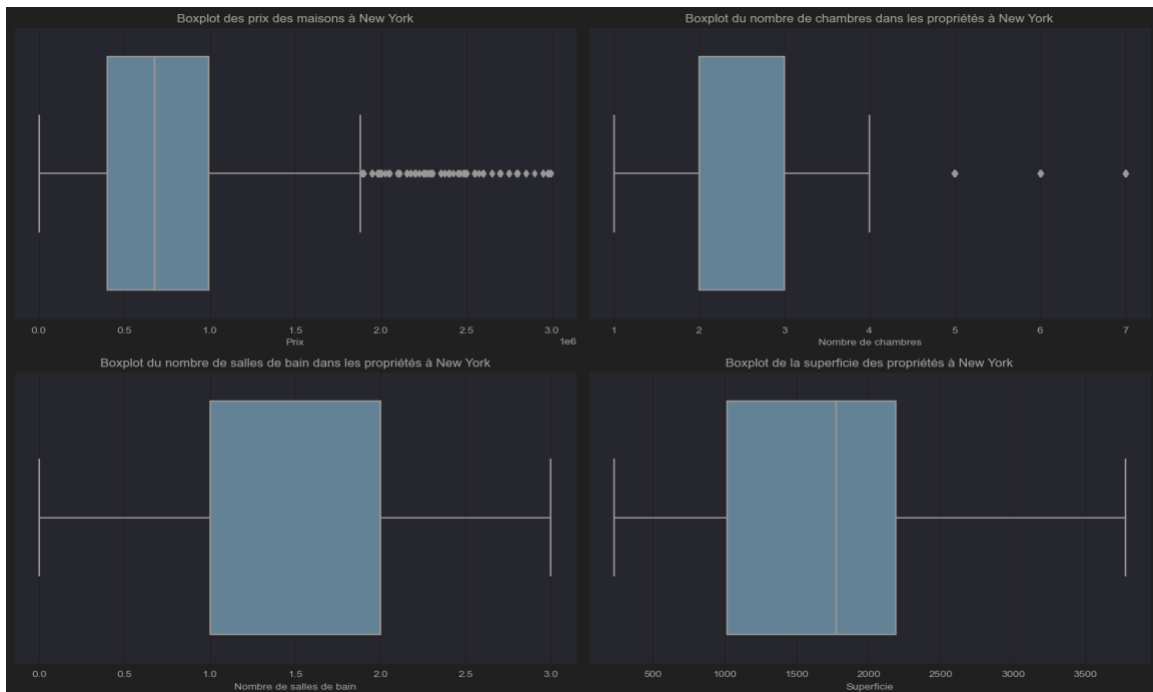 Boxplot des prix des maisons à New York
Boxplot du nombre de chambres dans les propriétés à New York
0.0 0.5 1.0 1.5 2.0 2.5 3.0
Prix
1e6
1 2 3 4 5 6 7
Nombre de chambres
Boxplot du nombre de salles de bain dans les propriétés à New York
Boxplot de la superficie des propriétés à New York
0.0 0.5 1.0 1.5 2.0 2.5 3.0
Nombre de salles de bain
500 1000 1500 2000 2500 3000 3500
Superficie